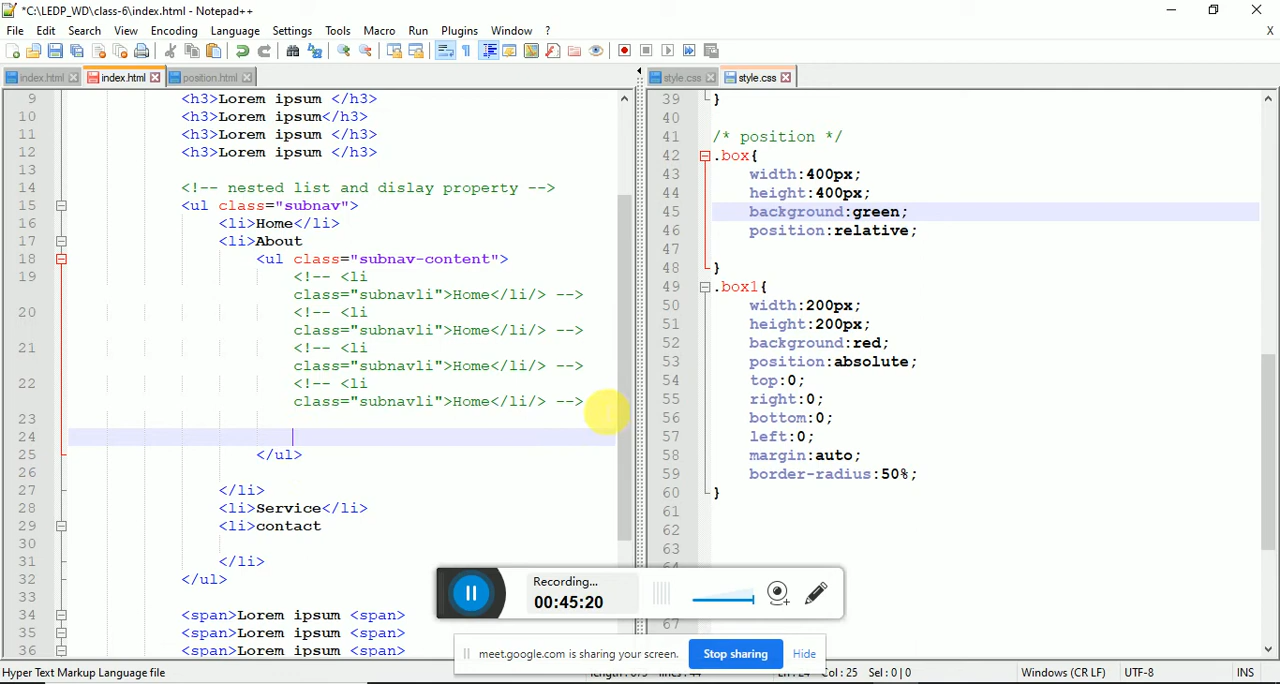 *C:\LEDP_WD\class-6\index.html - Notepad++
File Edit Search View Encoding Language Settings Tools Macro Run Plugins Window ? X
index.html index.html position.html
style.css style.css
9 <h3>Lorem ipsum </h3>
10 <h3>Lorem ipsum</h3>
11 <h3>Lorem ipsum </h3>
12 <h3>Lorem ipsum </h3>
13
14 <!-- nested list and dislay property -->
15 <ul class="subnav">
16 <li>Home</li>
17 <li>About
18 <ul class="subnav-content">
19 <!-- <li
class="subnavli">Home</li/> -->
20 <!-- <li
class="subnavli">Home</li/> -->
21 <!-- <li
class="subnavli">Home</li/> -->
22 <!-- <li
class="subnavli">Home</li/> -->
23
24
25 </ul>
26
27 </li>
28 <li>Service</li>
29 <li>contact
30
31 </li>
32 </ul>
33
34 <span>Lorem ipsum <span>
35 <span>Lorem ipsum <span>
36 <span>Lorem ipsum <span>
39 }
40
41 /* position */
42 .box{
43 width:400px;
44 height:400px;
45 background:green;
46 position:relative;
47
48 }
49 .box1{
50 width:200px;
51 height:200px;
52 background:red;
53 position:absolute;
54 top:0;
55 right:0;
56 bottom:0;
57 left:0;
58 margin:auto;
59 border-radius:50%;
60 }
61
62
63
67
Recording...
00:45:20
meet.google.com is sharing your screen. Stop sharing Hide
Hyper Text Markup Language file Col : 25 Sel : 0 | 0 Windows (CR LF) UTF-8 INS